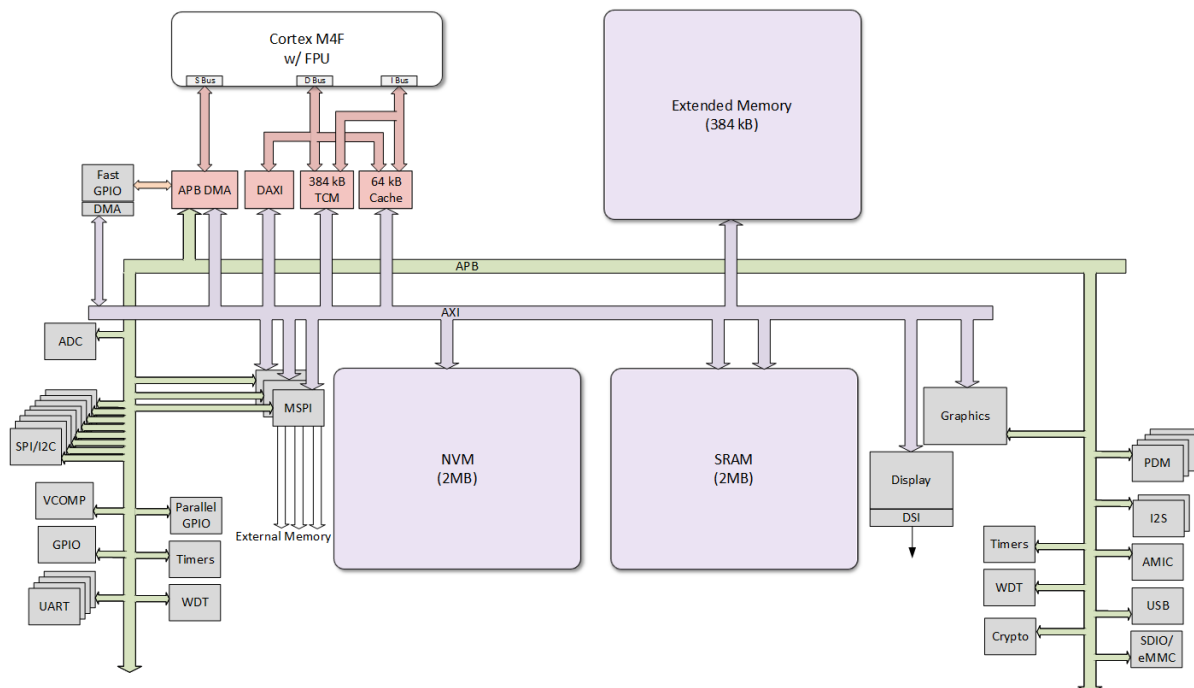 Cortex M4F
w/ FPU
S Bus
D Bus
I Bus
Extended Memory
(384 kB)
Fast
GPIO
DMA
APB DMA
DAXI
384 kB
TCM
64 kB
Cache
APB
AXI
ADC
MSPI
SPI/I2C
NVM
(2MB)
SRAM
(2MB)
Graphics
Display
DSI
PDM
VCOMP
Parallel
GPIO
External Memory
I2S
GPIO
Timers
Timers
AMIC
UART
WDT
WDT
USB
Crypto
SDIO/
eMMC